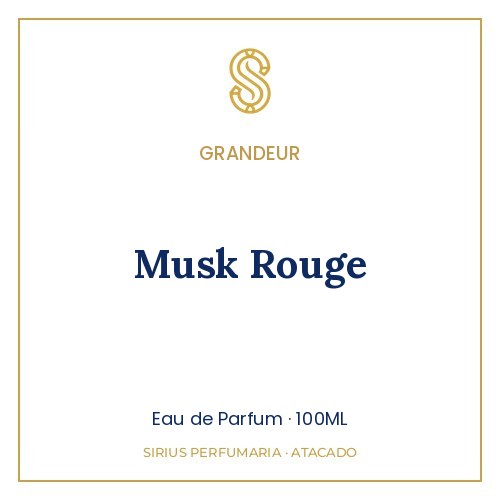 GRANDEUR
Musk Rouge
Eau de Parfum · 100ML
SIRIUS PERFUMARIA · ATACADO